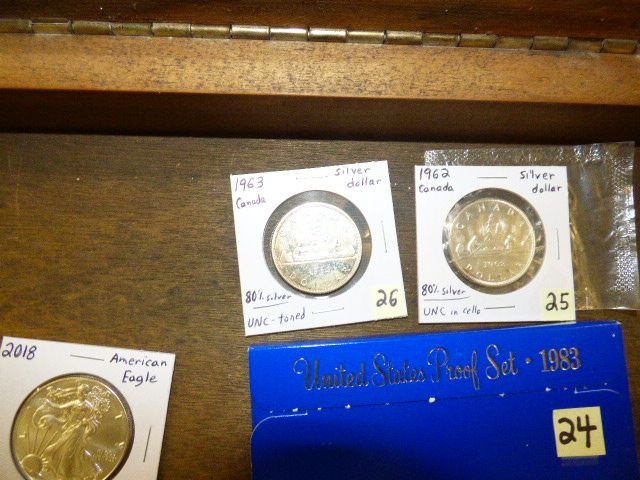 1963
silver
dollar
Canada
80% silver
UNC-toned
26
1962
silver
dollar
Canada
CANADA
1962
DOLLAR
80% silver
UNC in cello
25
2018
American
Eagle
United States Proof Set · 1983
24